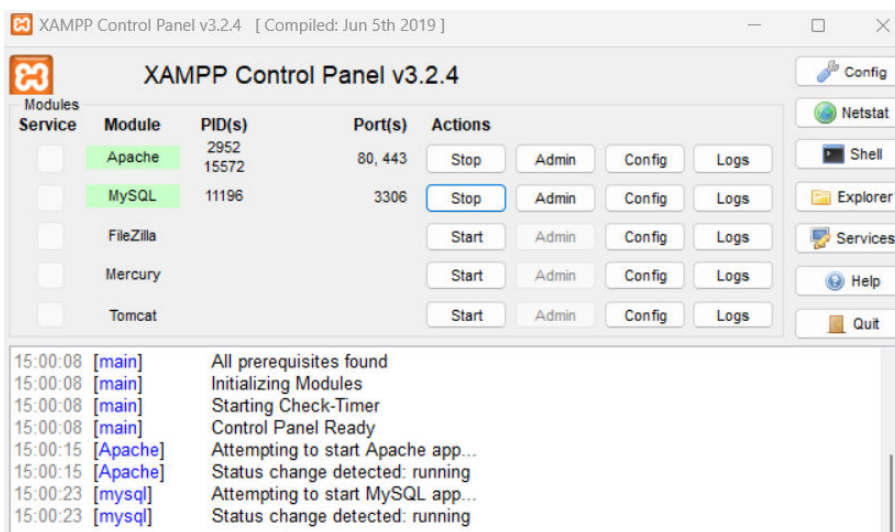 XAMPP Control Panel v3.2.4 [ Compiled: Jun 5th 2019 ]
XAMPP Control Panel v3.2.4
Config
Modules
Service Module PID(s) Port(s) Actions
Netstat
Apache 2952 15572 80, 443 Stop Admin Config Logs
Shell
MySQL 11196 3306 Stop Admin Config Logs
Explorer
FileZilla Start Admin Config Logs
Services
Mercury Start Admin Config Logs
Help
Tomcat Start Admin Config Logs
Quit
15:00:08 [main] All prerequisites found
15:00:08 [main] Initializing Modules
15:00:08 [main] Starting Check-Timer
15:00:08 [main] Control Panel Ready
15:00:15 [Apache] Attempting to start Apache app...
15:00:15 [Apache] Status change detected: running
15:00:23 [mysql] Attempting to start MySQL app...
15:00:23 [mysql] Status change detected: running